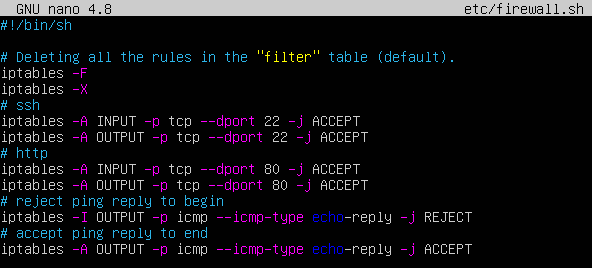 GNU nano 4.8 etc/firewall.sh
#!/bin/sh
# Deleting all the rules in the "filter" table (default).
iptables -F
iptables -X
# ssh
iptables -A INPUT -p tcp --dport 22 -j ACCEPT
iptables -A OUTPUT -p tcp --dport 22 -j ACCEPT
# http
iptables -A INPUT -p tcp --dport 80 -j ACCEPT
iptables -A OUTPUT -p tcp --dport 80 -j ACCEPT
# reject ping reply to begin
iptables -I OUTPUT -p icmp --icmp-type echo-reply -j REJECT
# accept ping reply to end
iptables -A OUTPUT -p icmp --icmp-type echo-reply -j ACCEPT